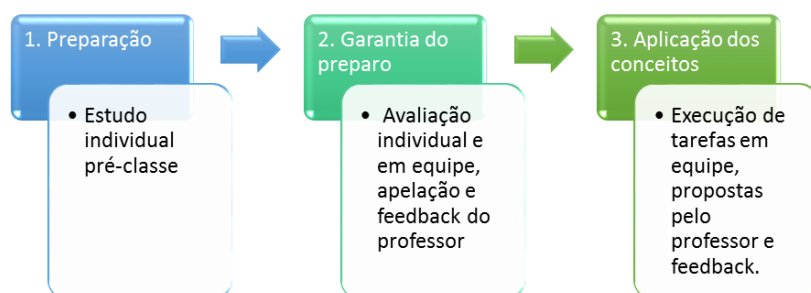 1. Preparação
• Estudo
individual
pré-classe
2. Garantia do
preparo
• Avaliação
individual e
em equipe,
apelação e
feedback do
professor
3. Aplicação dos
conceitos
• Execução de
tarefas em
equipe,
propostas
pelo
professor e
feedback.